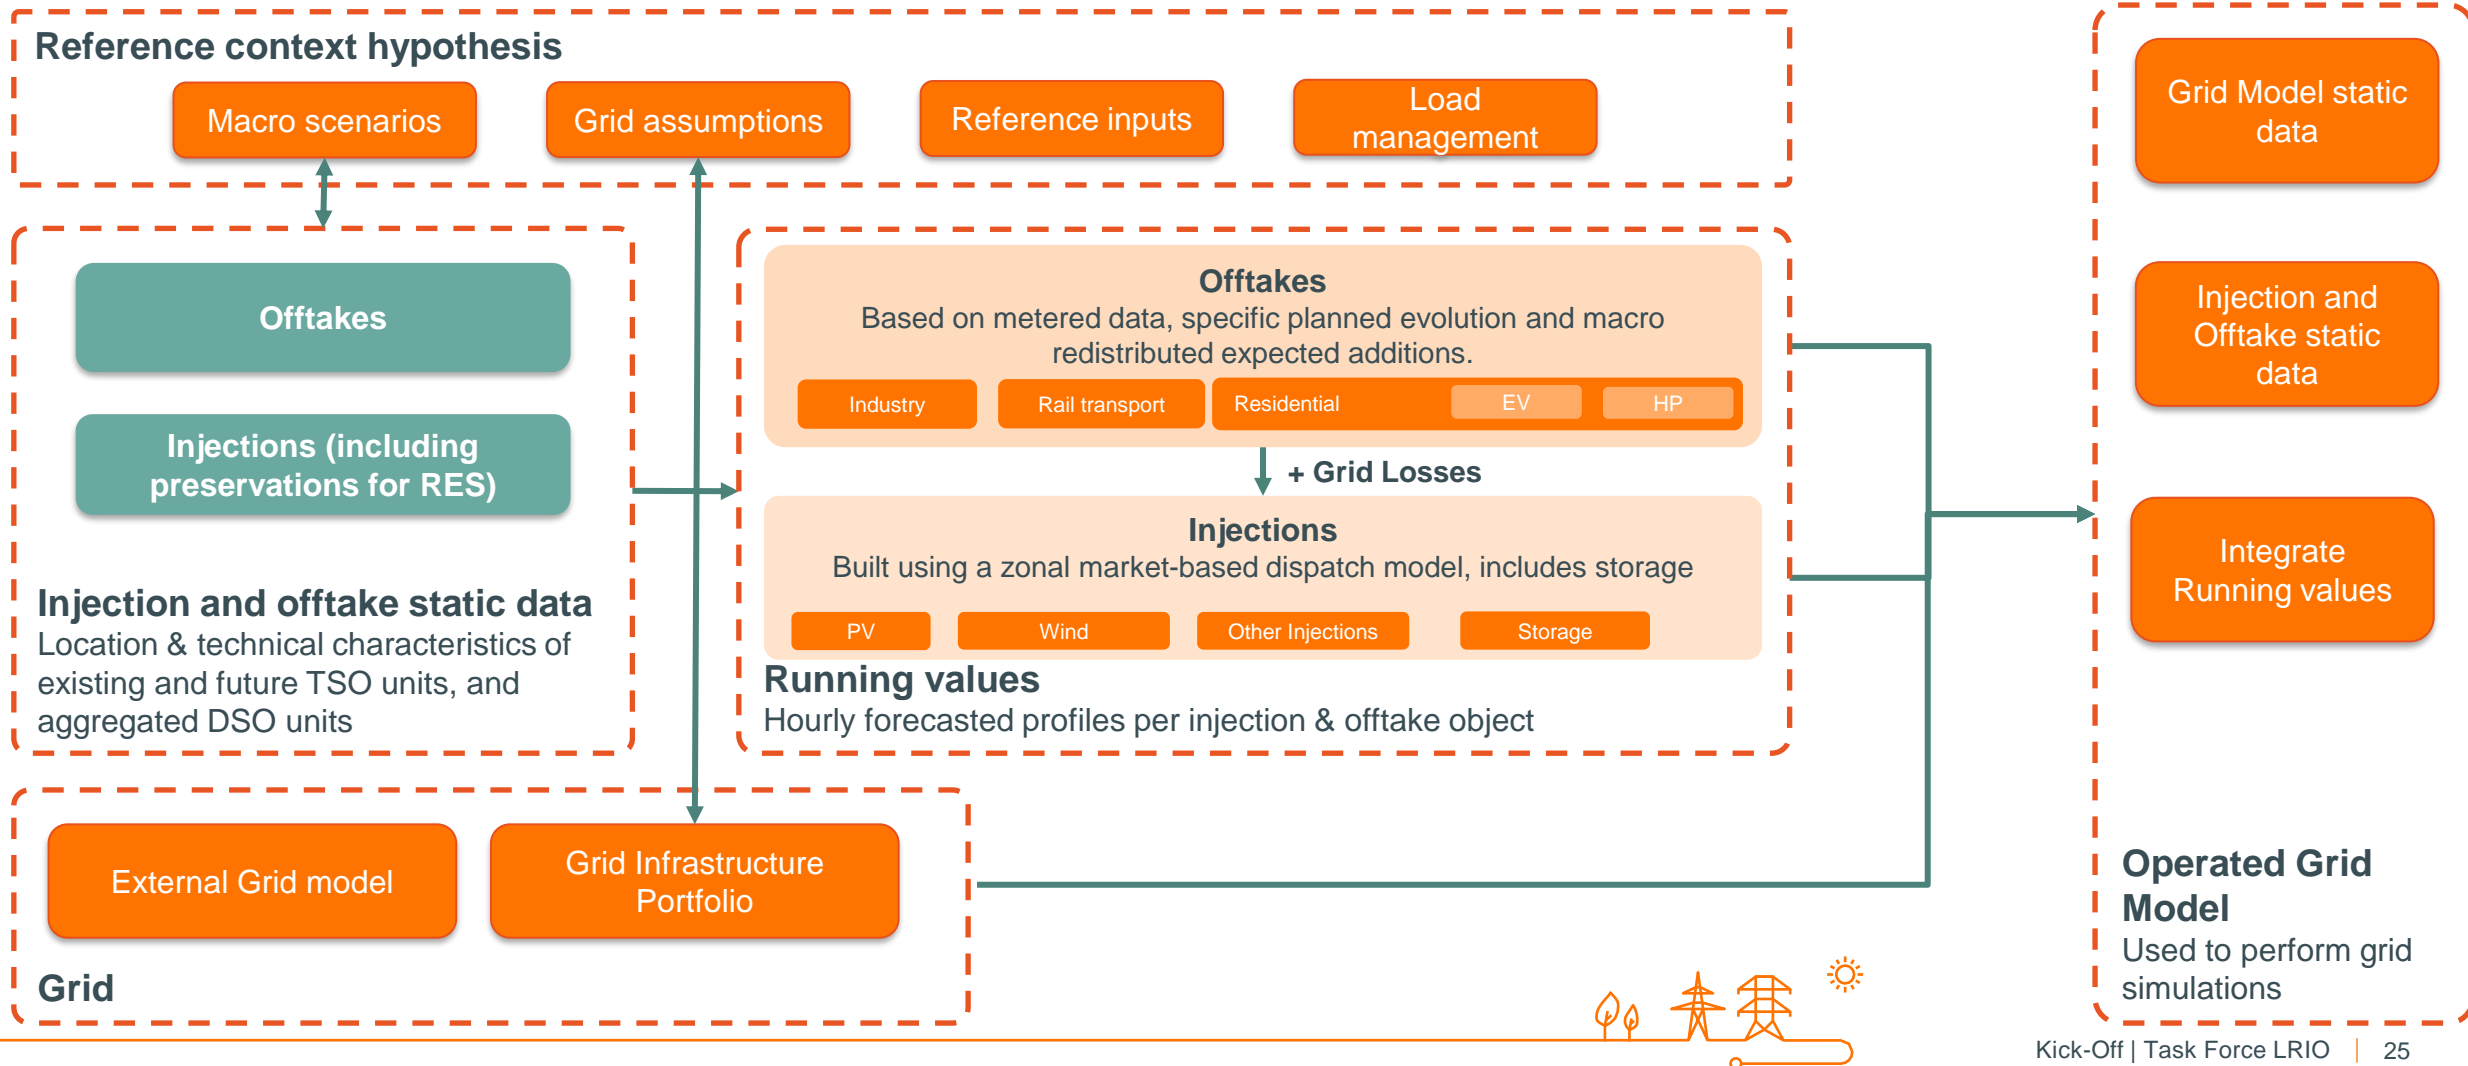 Reference context hypothesis
Macro scenarios
Grid assumptions
Reference inputs
Load
management
Offtakes
Injections (including
preservations for RES)
Injection and offtake static data
Location & technical characteristics of
existing and future TSO units, and
aggregated DSO units
Offtakes
Based on metered data, specific planned evolution and macro
redistributed expected additions.
Industry
Rail transport
Residential
EV
HP
+ Grid Losses
Injections
Built using a zonal market-based dispatch model, includes storage
PV
Wind
Other Injections
Storage
Running values
Hourly forecasted profiles per injection & offtake object
External Grid model
Grid Infrastructure
Portfolio
Grid
Grid Model static
data
Injection and
Offtake static
data
Integrate
Running values
Operated Grid
Model
Used to perform grid
simulations
Kick-Off | Task Force LRIO | 25